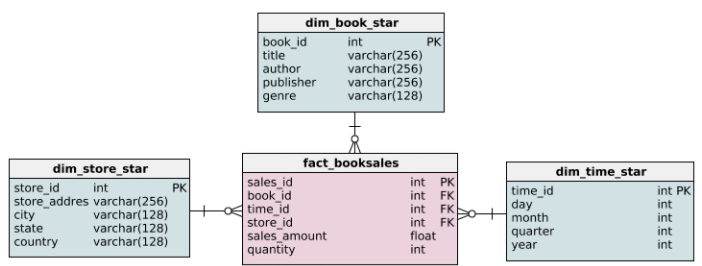 dim_book_star
book_id int PK
title varchar(256)
author varchar(256)
publisher varchar(256)
genre varchar(128)
dim_store_star
store_id int PK
store_addres varchar(256)
city varchar(128)
state varchar(128)
country varchar(128)
fact_booksales
sales_id int PK
book_id int FK
time_id int FK
store_id int FK
sales_amount float
quantity int
dim_time_star
time_id int PK
day int
month int
quarter int
year int